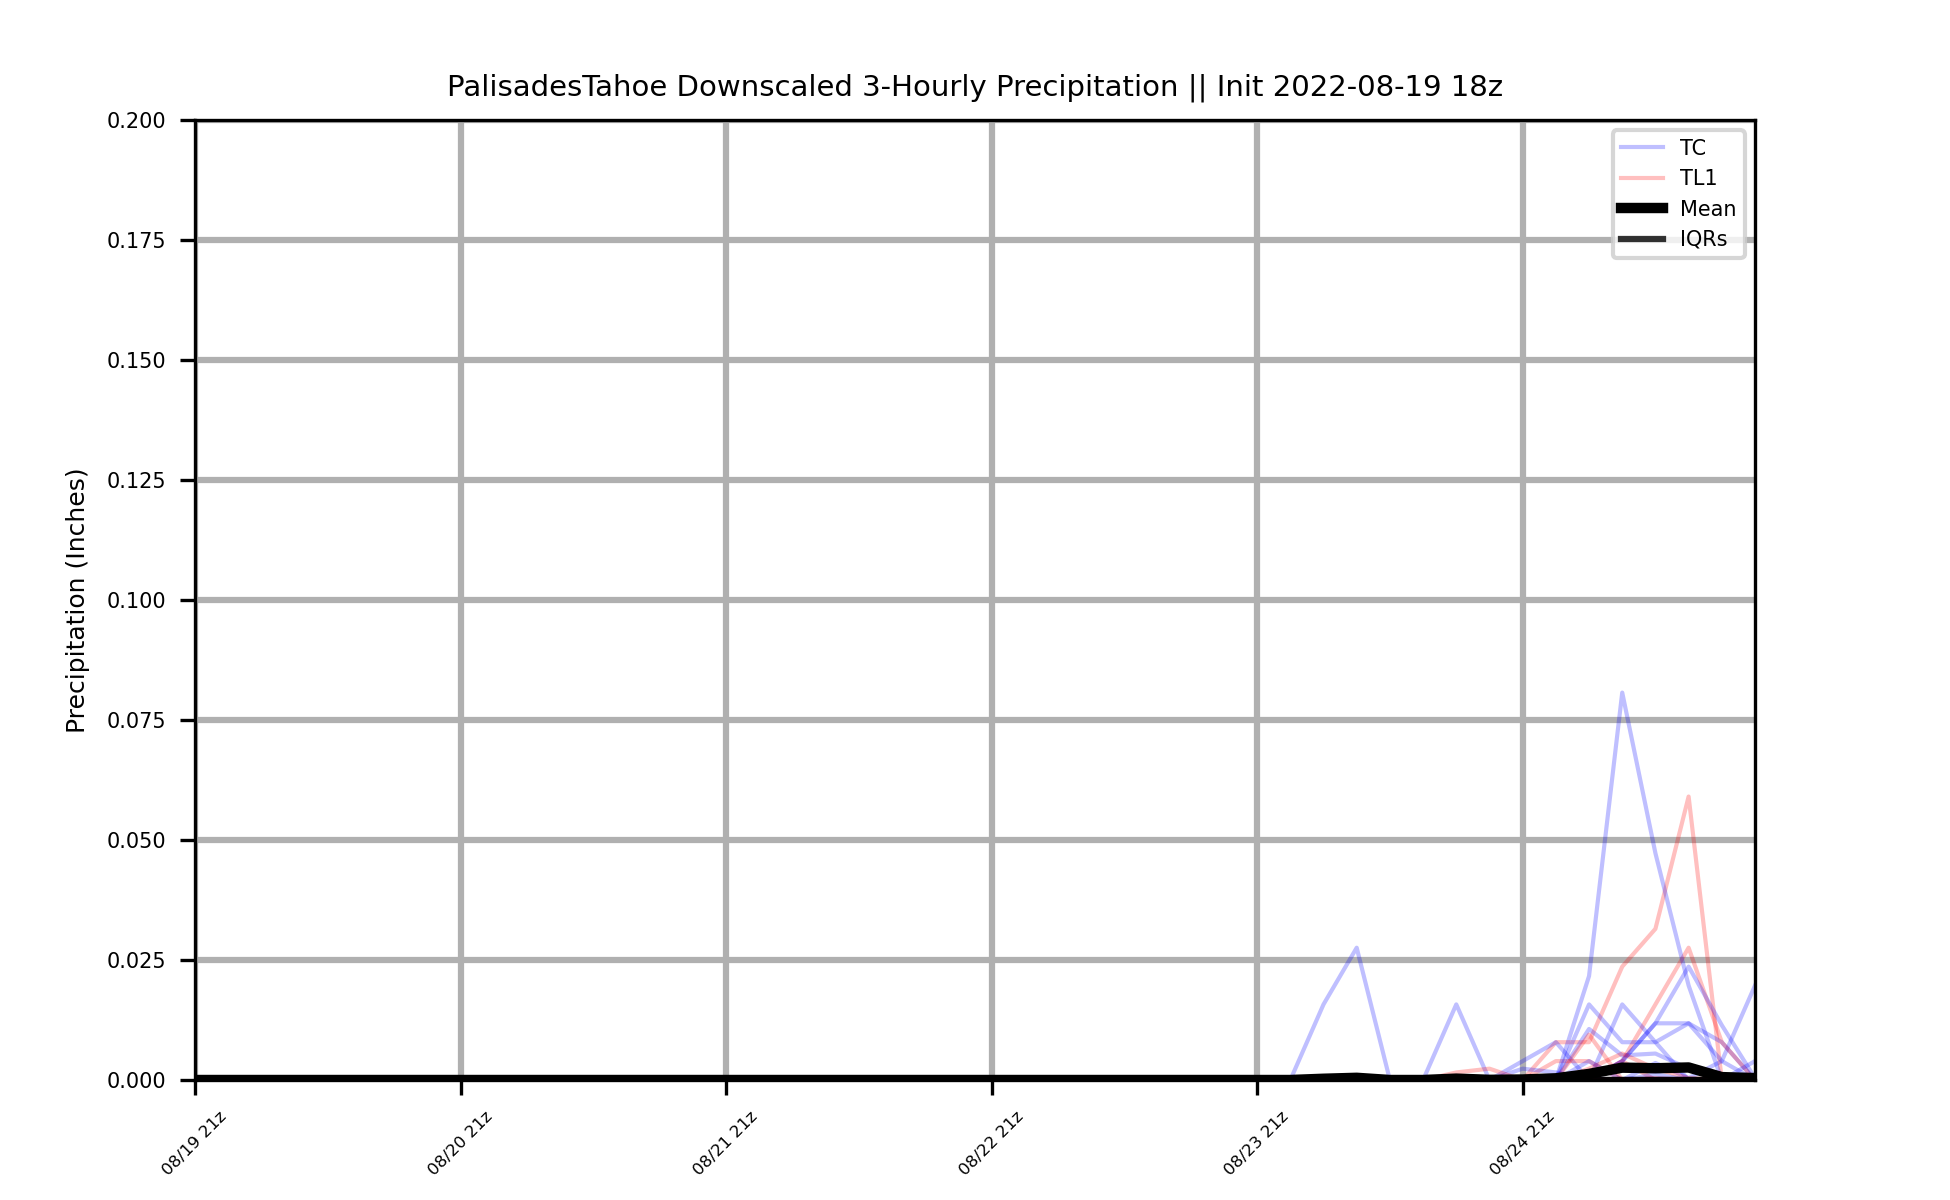 PalisadesTahoe Downscaled 3-Hourly Precipitation || Init 2022-08-19 18z
TC
TL1
Mean
IQRs
Precipitation (Inches)
0.200
0.175
0.150
0.125
0.100
0.075
0.050
0.025
0.000
08/19 21z
08/20 21z
08/21 21z
08/22 21z
08/23 21z
08/24 21z